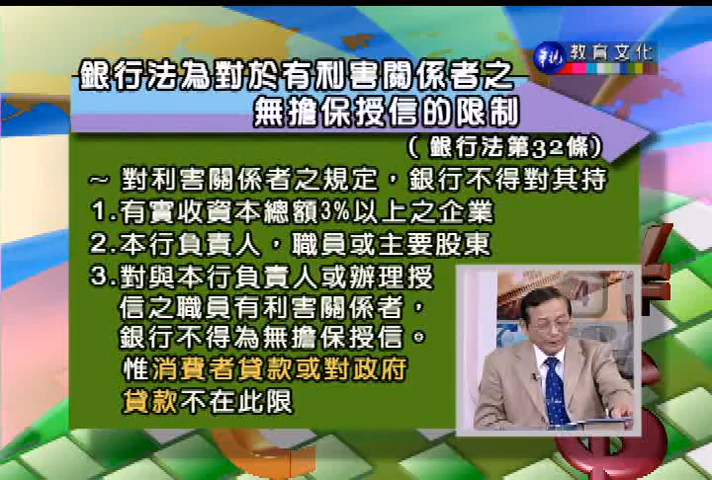 華視 教育文化
銀行法為對於有利害關係者之
無擔保授信的限制
( 銀行法第32條)
~ 對利害關係者之規定，銀行不得對其持
1.有實收資本總額3%以上之企業
2.本行負責人，職員或主要股東
3.對與本行負責人或辦理授
信之職員有利害關係者，
銀行不得為無擔保授信。
惟消費者貸款或對政府
貸款不在此限